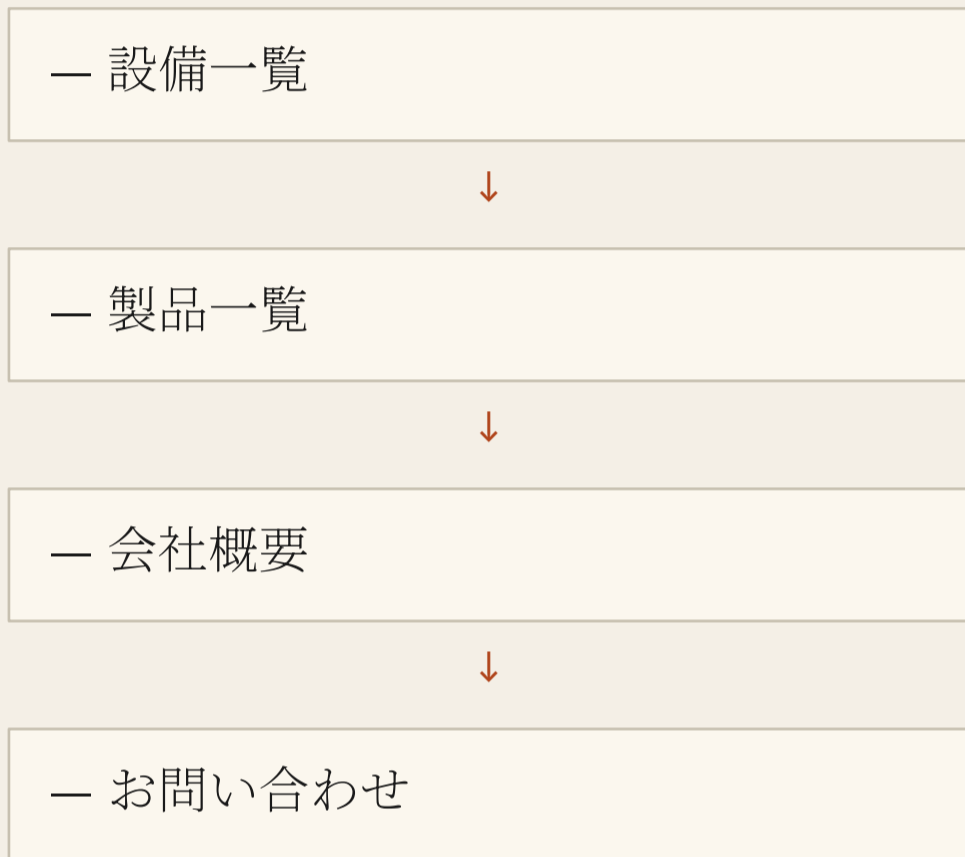 — 設備一覧
↓
— 製品一覧
↓
— 会社概要
↓
— お問い合わせ